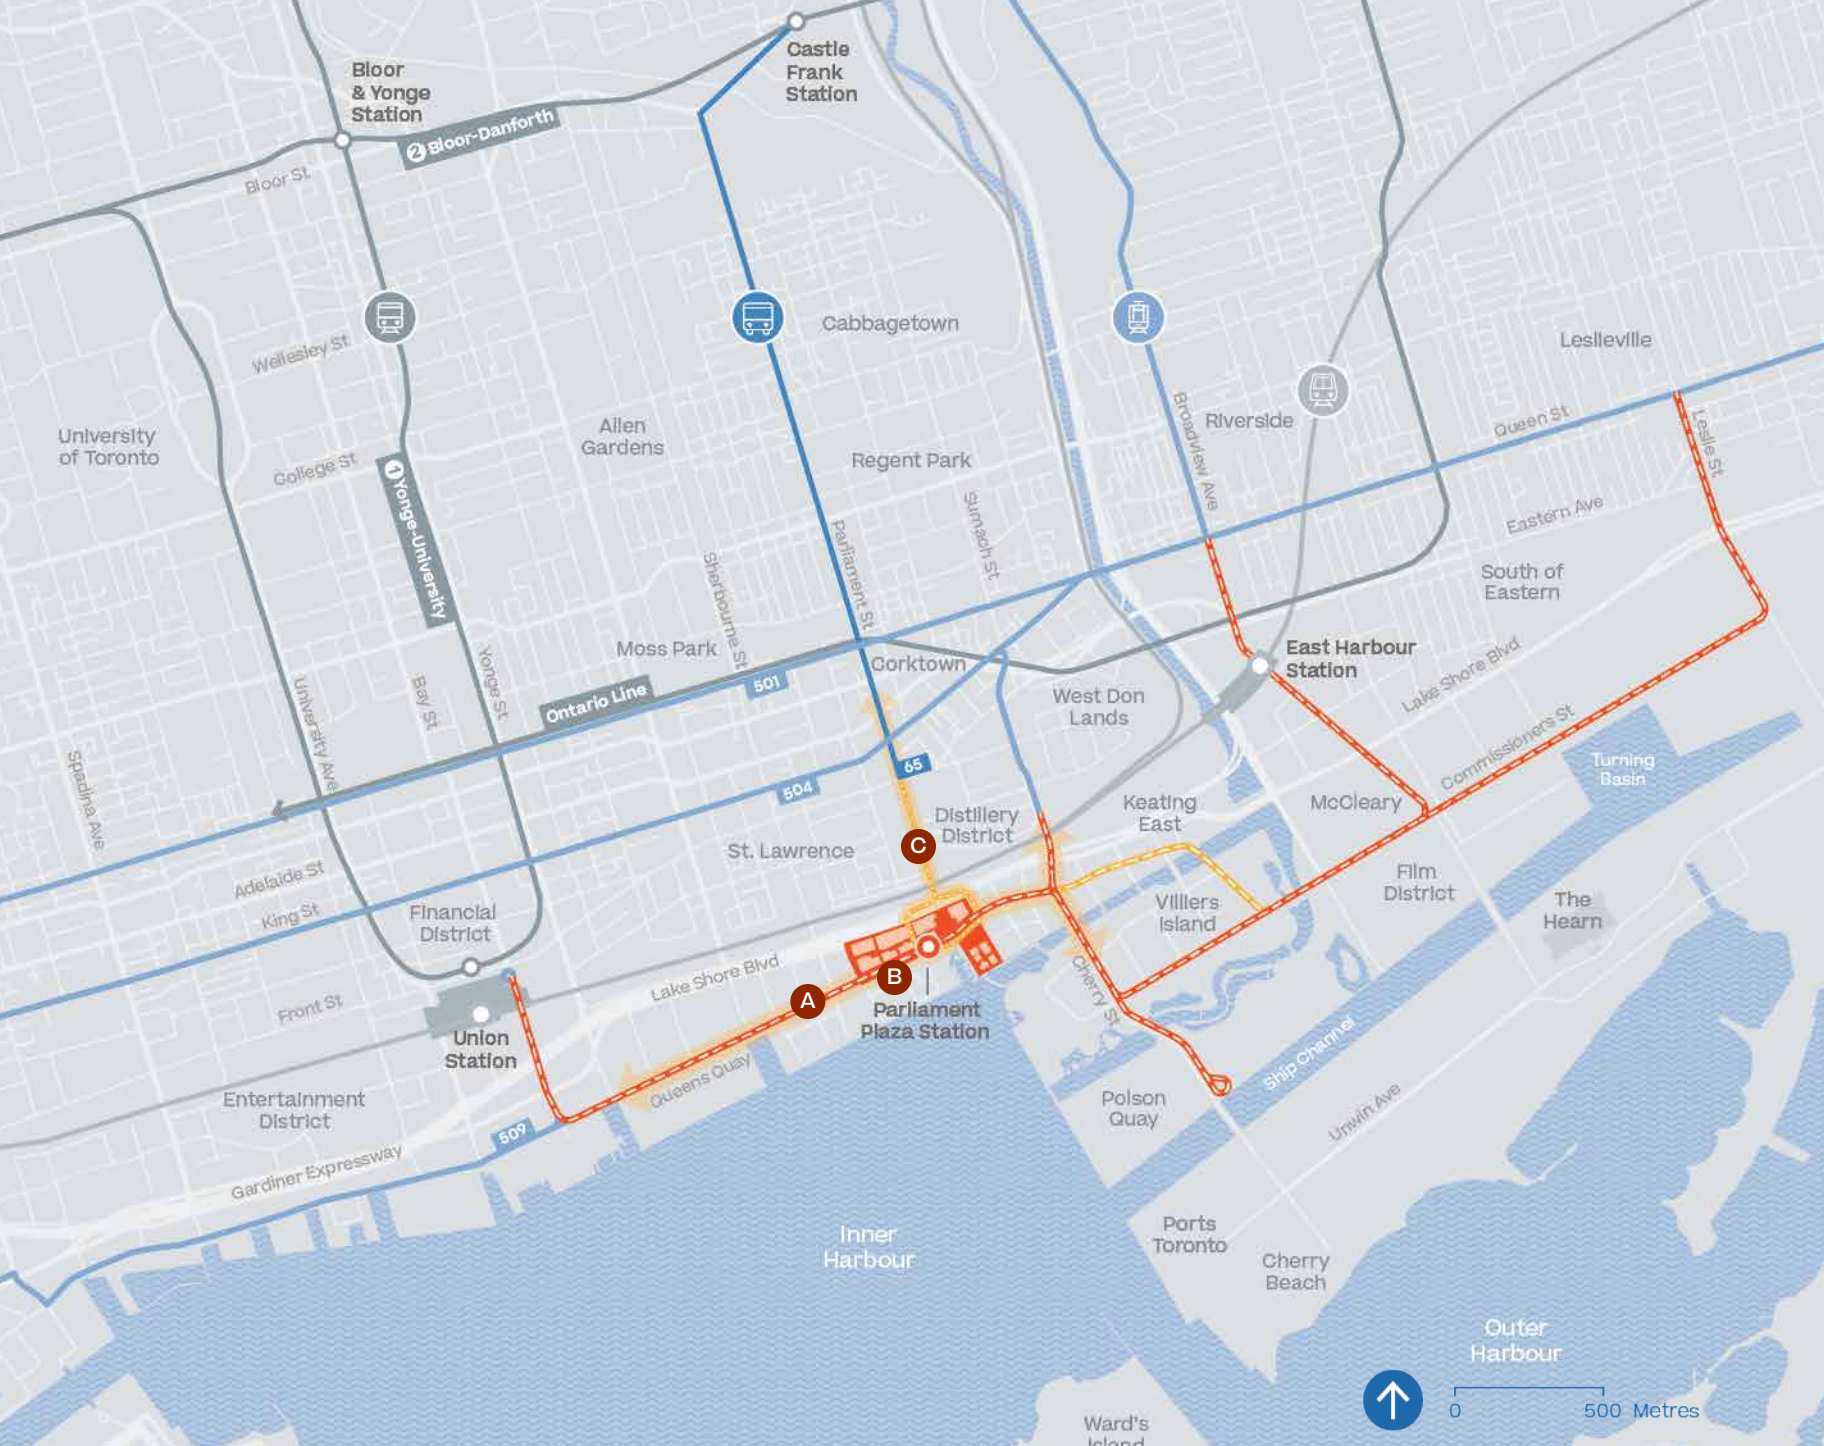 Castle
Frank
Station
Bloor
& Yonge
Station
2 Bloor-Danforth
Bloor St
Cabbagetown
Wellesley St
Leslieville
University
of Toronto
Allen
Gardens
Riverside
Broadview Ave
Queen St
Leslie St
College St
1 Yonge-University
Regent Park
Sumach St
Eastern Ave
Parliament St
Sherbourne St
South of
Eastern
Moss Park
Corktown
East Harbour
Station
Lake Shore Blvd
University Ave
Bay St
Yonge St
Ontario Line
501
West Don
Lands
Commissioners St
Turning
Basin
Spadina Ave
65
504
Distillery
District
Keating
East
McCleary
C
St. Lawrence
Adelaide St
King St
Financial
District
Film
District
Villiers
Island
The
Hearn
Lake Shore Blvd
Front St
A
B
Cherry St
Parliament
Plaza Station
Union
Station
Queens Quay
Ship Channel
Entertainment
District
509
Polson
Quay
Unwin Ave
Gardiner Expressway
Inner
Harbour
Ports
Toronto
Cherry
Beach
Outer
Harbour
0 500 Metres
Ward's
Island